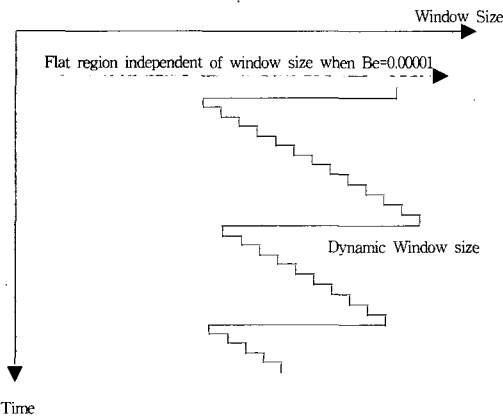 Window Size
Flat region independent of window size when Be=0.00001
Dynamic Window size
Time